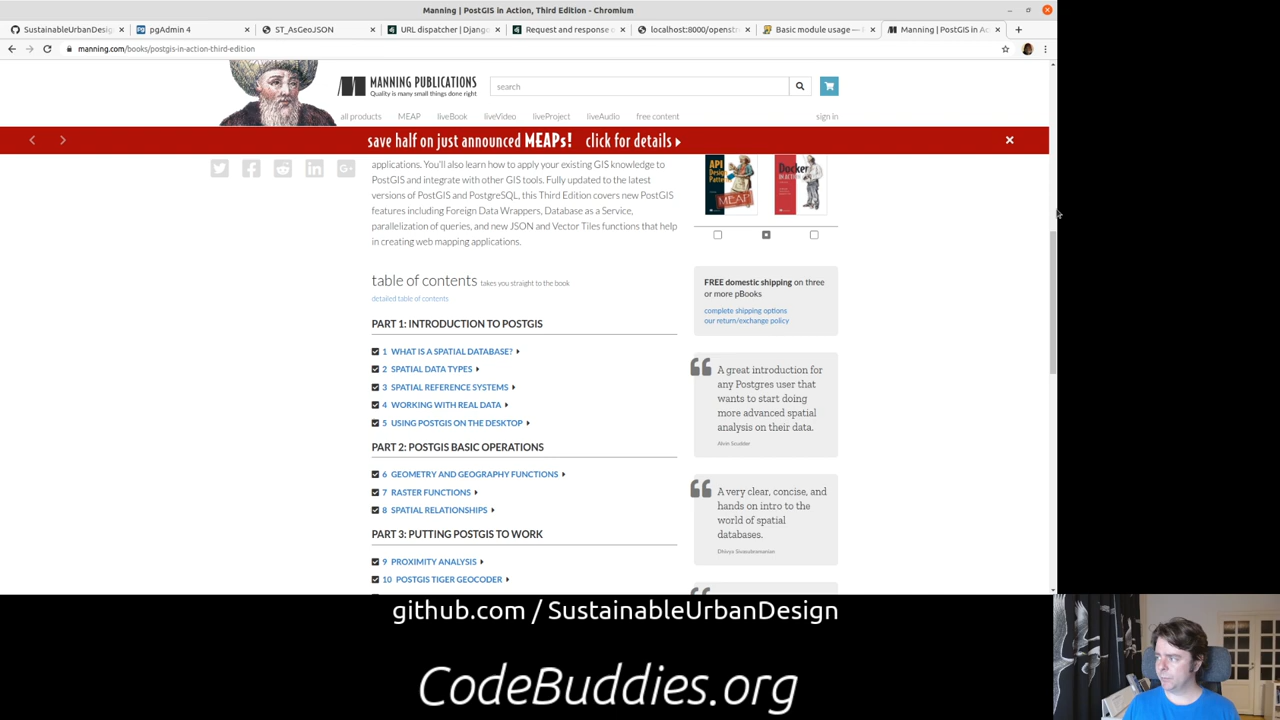 Manning | PostGIS in Action, Third Edition - Chromium
SustainableUrbanDesi
pgAdmin 4
ST_AsGeoJSON
URL dispatcher | Djang
Request and response o
localhost:8000/openst
Basic module usage —
Manning | PostGIS in Ac
manning.com/books/postgis-in-action-third-edition
MANNING PUBLICATIONS
Quality is many small things done right
search
all products MEAP liveBook liveVideo liveProject liveAudio free content sign in
save half on just announced MEAPs! click for details
applications. You'll also learn how to apply your existing GIS knowledge to
PostGIS and integrate with other GIS tools. Fully updated to the latest
versions of PostGIS and PostgreSQL, this Third Edition covers new PostGIS
features including Foreign Data Wrappers, Database as a Service,
parallelization of queries, and new JSON and Vector Tiles functions that help
in creating web mapping applications.
table of contents takes you straight to the book
detailed table of contents
PART 1: INTRODUCTION TO POSTGIS
1 WHAT IS A SPATIAL DATABASE?
2 SPATIAL DATA TYPES
3 SPATIAL REFERENCE SYSTEMS
4 WORKING WITH REAL DATA
5 USING POSTGIS ON THE DESKTOP
PART 2: POSTGIS BASIC OPERATIONS
6 GEOMETRY AND GEOGRAPHY FUNCTIONS
7 RASTER FUNCTIONS
8 SPATIAL RELATIONSHIPS
PART 3: PUTTING POSTGIS TO WORK
9 PROXIMITY ANALYSIS
10 POSTGIS TIGER GEOCODER
API
Design
Patte
MEAP
Docker
FREE domestic shipping on three
or more pBooks
complete shipping options
our return/exchange policy
A great introduction for
any Postgres user that
wants to start doing
more advanced spatial
analysis on their data.
Alvin Scudder
A very clear, concise, and
hands on intro to the
world of spatial
databases.
github.com / SustainableUrbanDesign
CodeBuddies.org